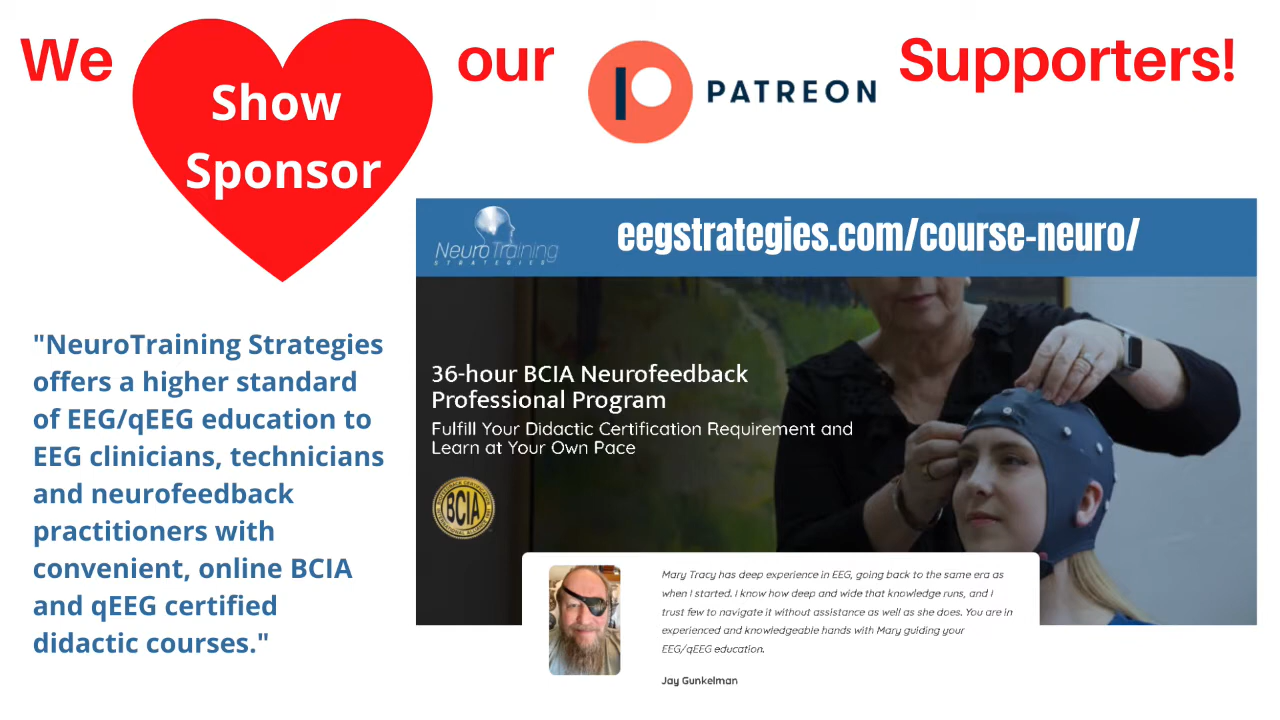 We
Show
Sponsor
our
PATREON
Supporters!
NeuroTraining
STRATEGIES
eegstrategies.com/course-neuro/
"NeuroTraining Strategies
offers a higher standard
of EEG/qEEG education to
EEG clinicians, technicians
and neurofeedback
practitioners with
convenient, online BCIA
and qEEG certified
didactic courses."
36-hour BCIA Neurofeedback
Professional Program
Fulfill Your Didactic Certification Requirement and
Learn at Your Own Pace
BCIA
Mary Tracy has deep experience in EEG, going back to the same era as
when I started. I know how deep and wide that knowledge runs, and I
trust few to navigate it without assistance as well as she does. You are in
experienced and knowledgeable hands with Mary guiding your
EEG/qEEG education.
Jay Gunkelman